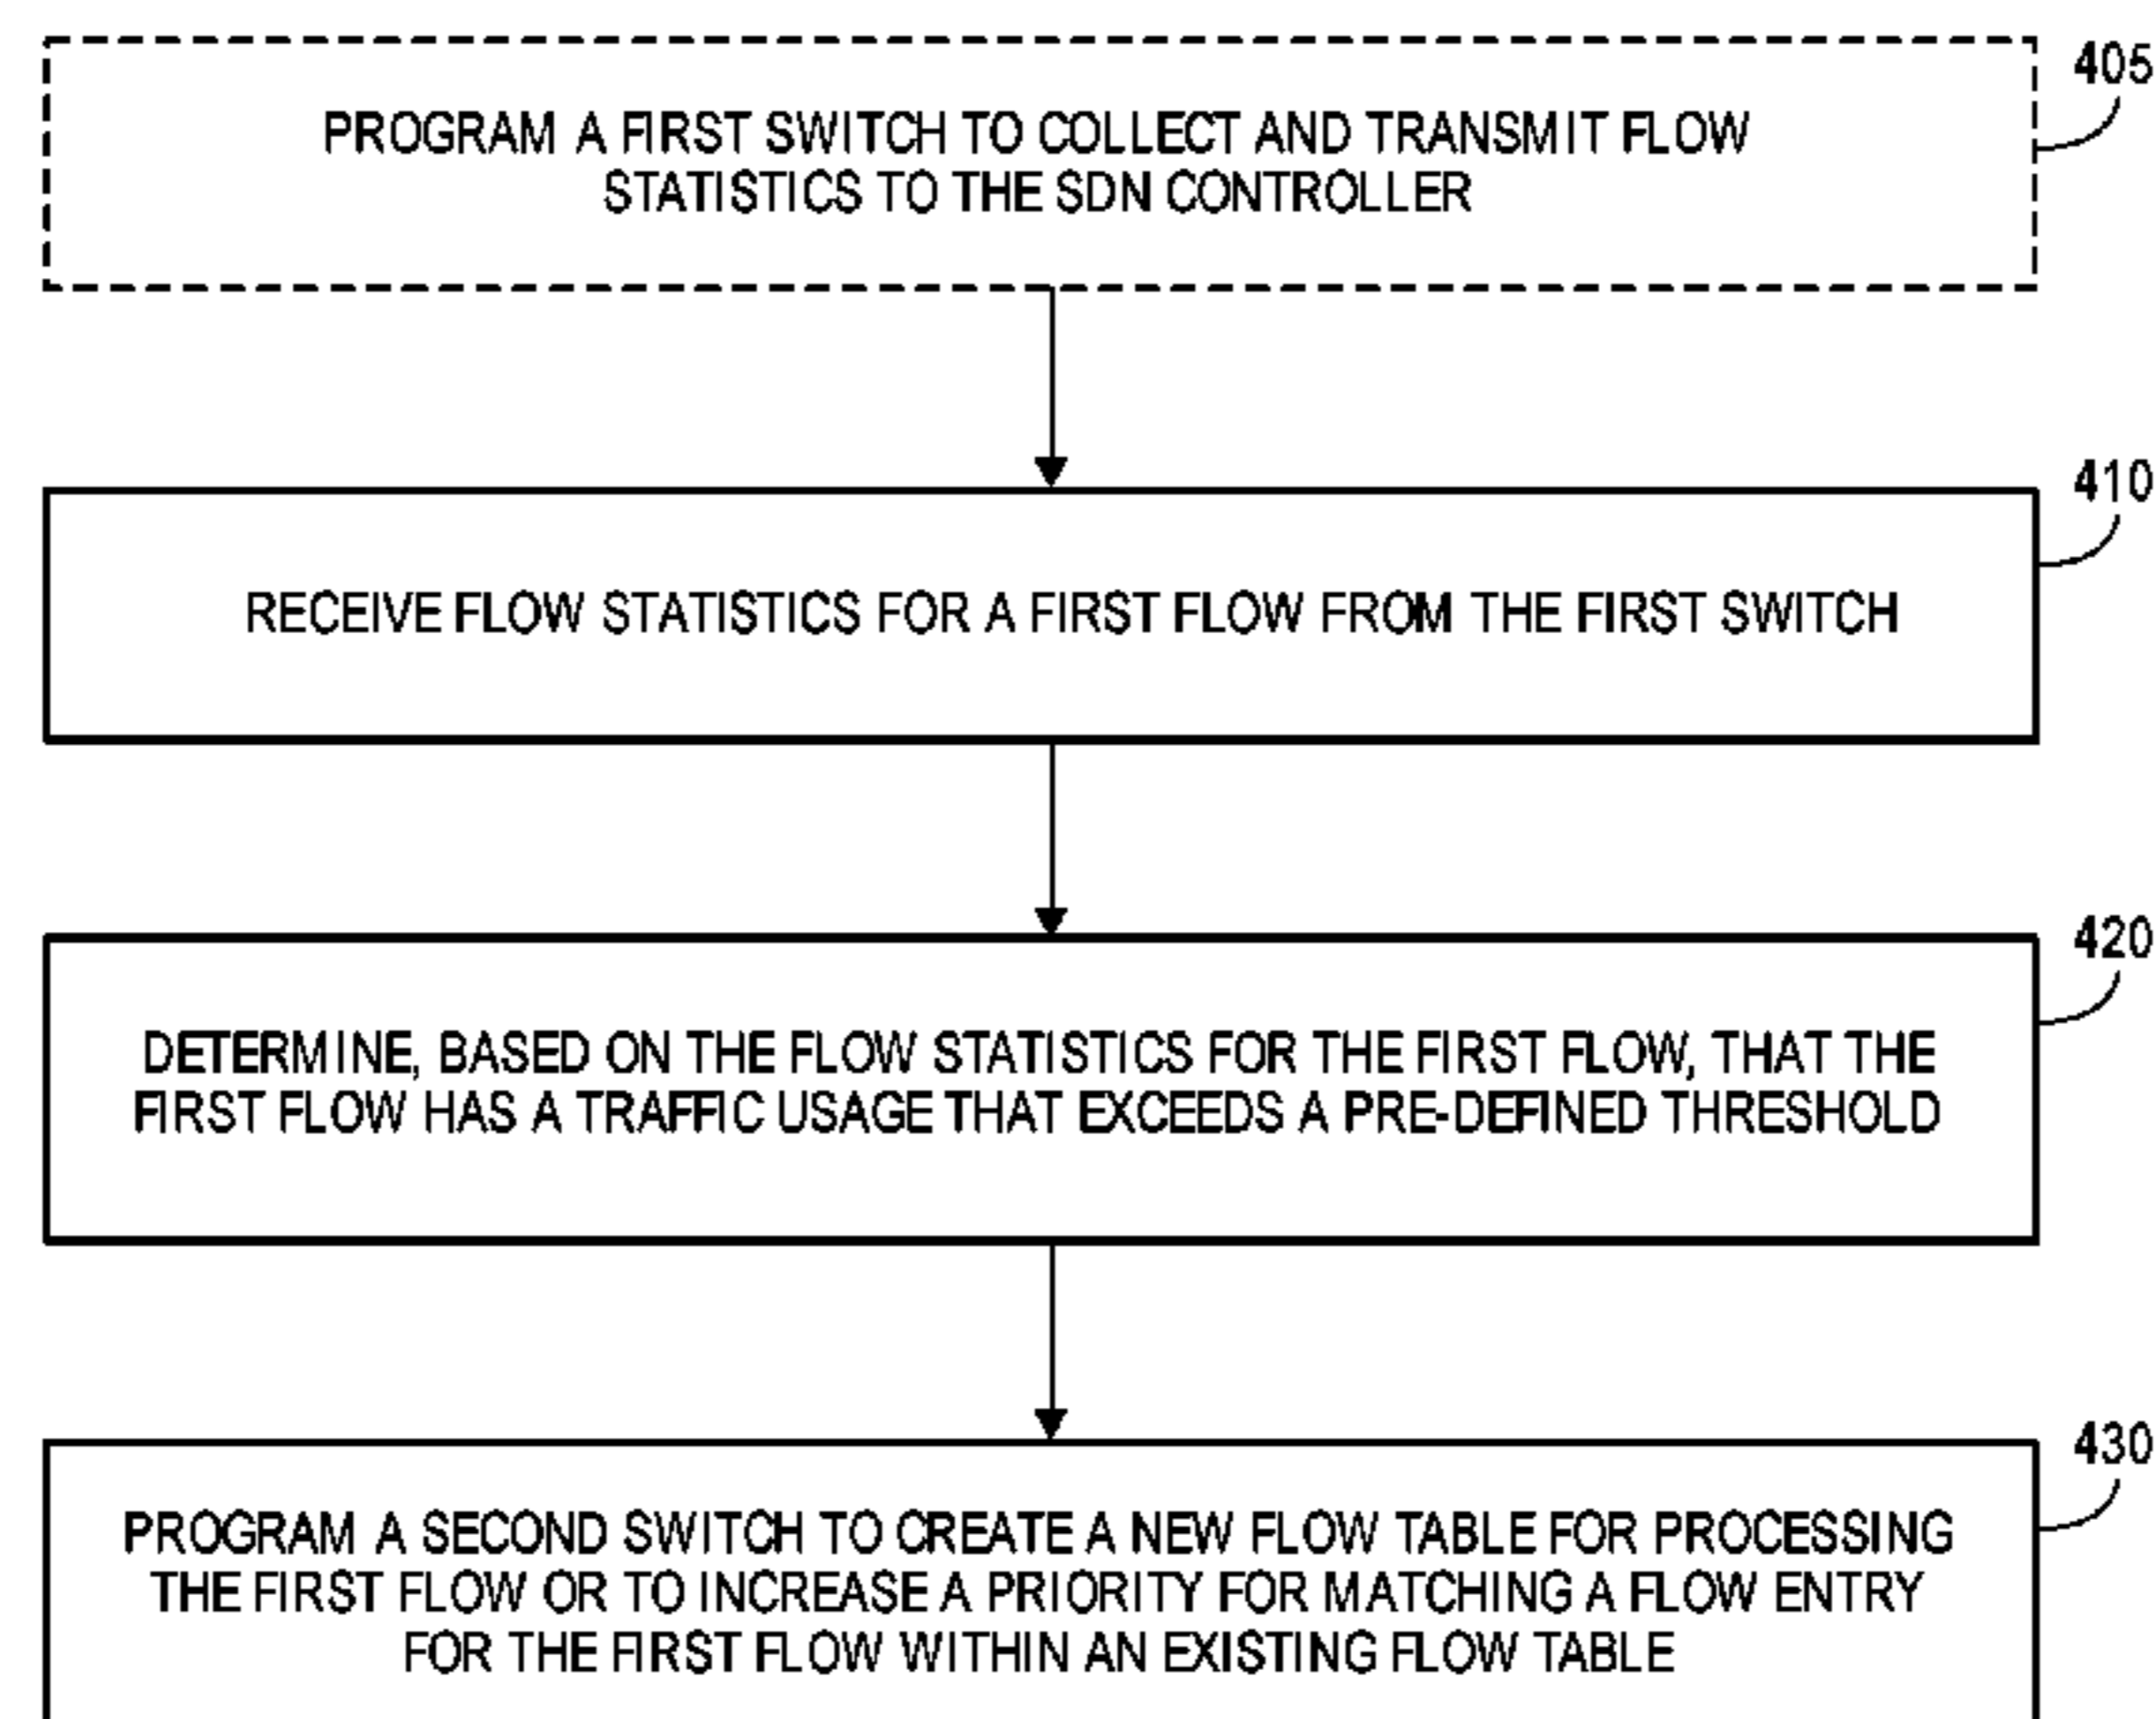 405
PROGRAM A FIRST SWITCH TO COLLECT AND TRANSMIT FLOW
STATISTICS TO THE SDN CONTROLLER
410
RECEIVE FLOW STATISTICS FOR A FIRST FLOW FROM THE FIRST SWITCH
420
DETERMINE, BASED ON THE FLOW STATISTICS FOR THE FIRST FLOW, THAT THE
FIRST FLOW HAS A TRAFFIC USAGE THAT EXCEEDS A PRE-DEFINED THRESHOLD
430
PROGRAM A SECOND SWITCH TO CREATE A NEW FLOW TABLE FOR PROCESSING
THE FIRST FLOW OR TO INCREASE A PRIORITY FOR MATCHING A FLOW ENTRY
FOR THE FIRST FLOW WITHIN AN EXISTING FLOW TABLE